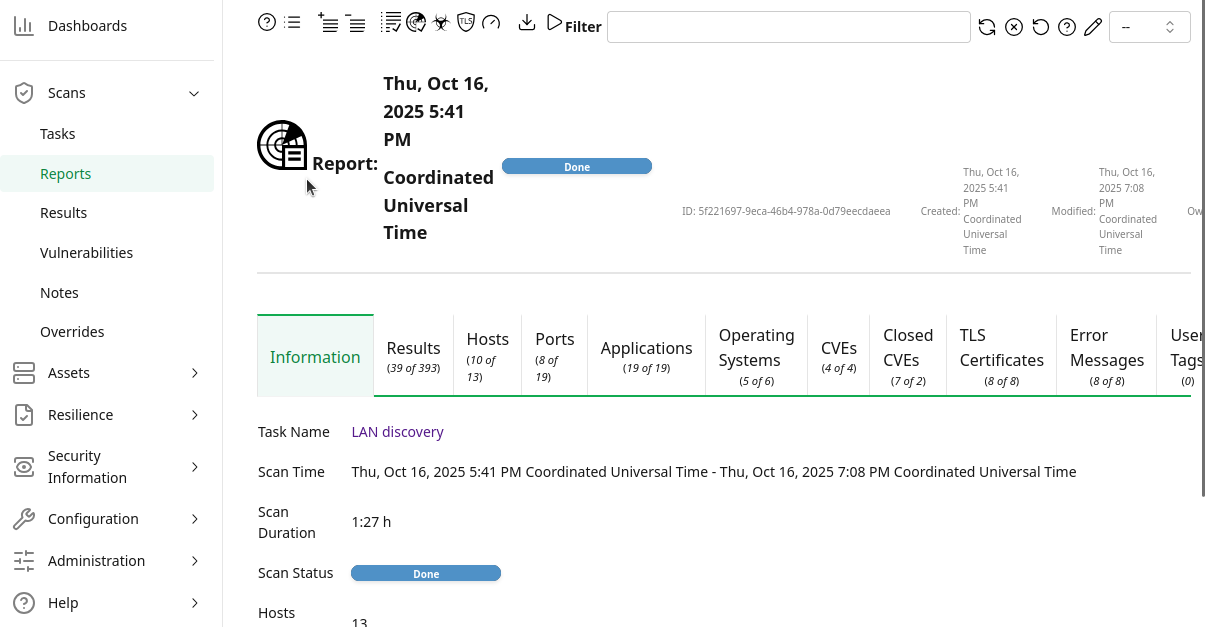 Dashboards
Scans
Tasks
Reports
Results
Vulnerabilities
Notes
Overrides
Assets
Resilience
Security
Information
Configuration
Administration
Help
TLS
Filter
--
Report:
Thu, Oct 16,
2025 5:41
PM
Coordinated
Universal
Time
Done
ID: 5f221697-9eca-46b4-978a-0d79eecdaeea
Created:
Thu, Oct 16,
2025 5:41
PM
Coordinated
Universal
Time
Modified:
Thu, Oct 16,
2025 7:08
PM
Coordinated
Universal
Time
Ow
Information
Results
(39 of 393)
Hosts
(10 of
13)
Ports
(8 of
19)
Applications
(19 of 19)
Operating
Systems
(5 of 6)
CVEs
(4 of 4)
Closed
CVEs
(7 of 2)
TLS
Certificates
(8 of 8)
Error
Messages
(8 of 8)
User
Tags
(0)
Task Name LAN discovery
Scan Time Thu, Oct 16, 2025 5:41 PM Coordinated Universal Time - Thu, Oct 16, 2025 7:08 PM Coordinated Universal Time
Scan
Duration
1:27 h
Scan Status Done
Hosts
13